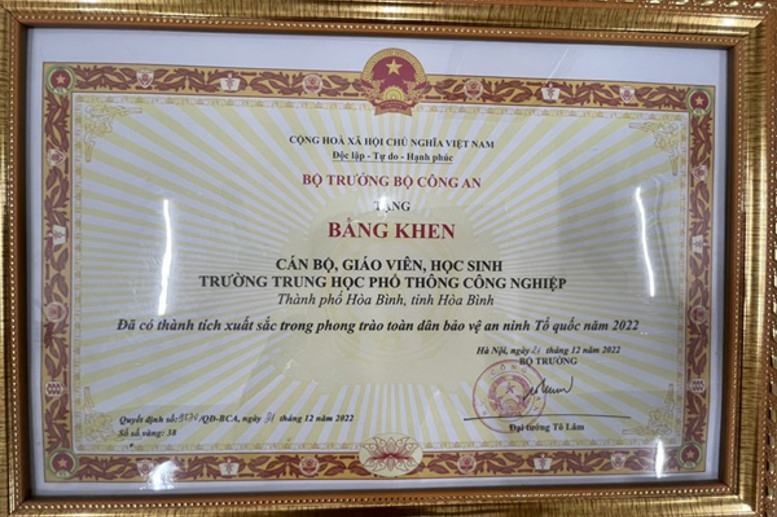 CỘNG HOÀ XÃ HỘI CHỦ NGHĨA VIỆT NAM
Độc lập - Tự do - Hạnh phúc
BỘ TRƯỞNG BỘ CÔNG AN
TẶNG
BẰNG KHEN
CÁN BỘ, GIÁO VIÊN, HỌC SINH
TRƯỜNG TRUNG HỌC PHỔ THÔNG CÔNG NGHIỆP
Thành phố Hòa Bình, tỉnh Hòa Bình
Đã có thành tích xuất sắc trong phong trào toàn dân bảo vệ an ninh Tổ quốc năm 2022
Hà Nội, ngày tháng 12 năm 2022
BỘ TRƯỞNG
Quyết định số: /QĐ-BCA, ngày tháng 12 năm 2022
Số sổ vàng: 38
Đại tướng Tô Lâm